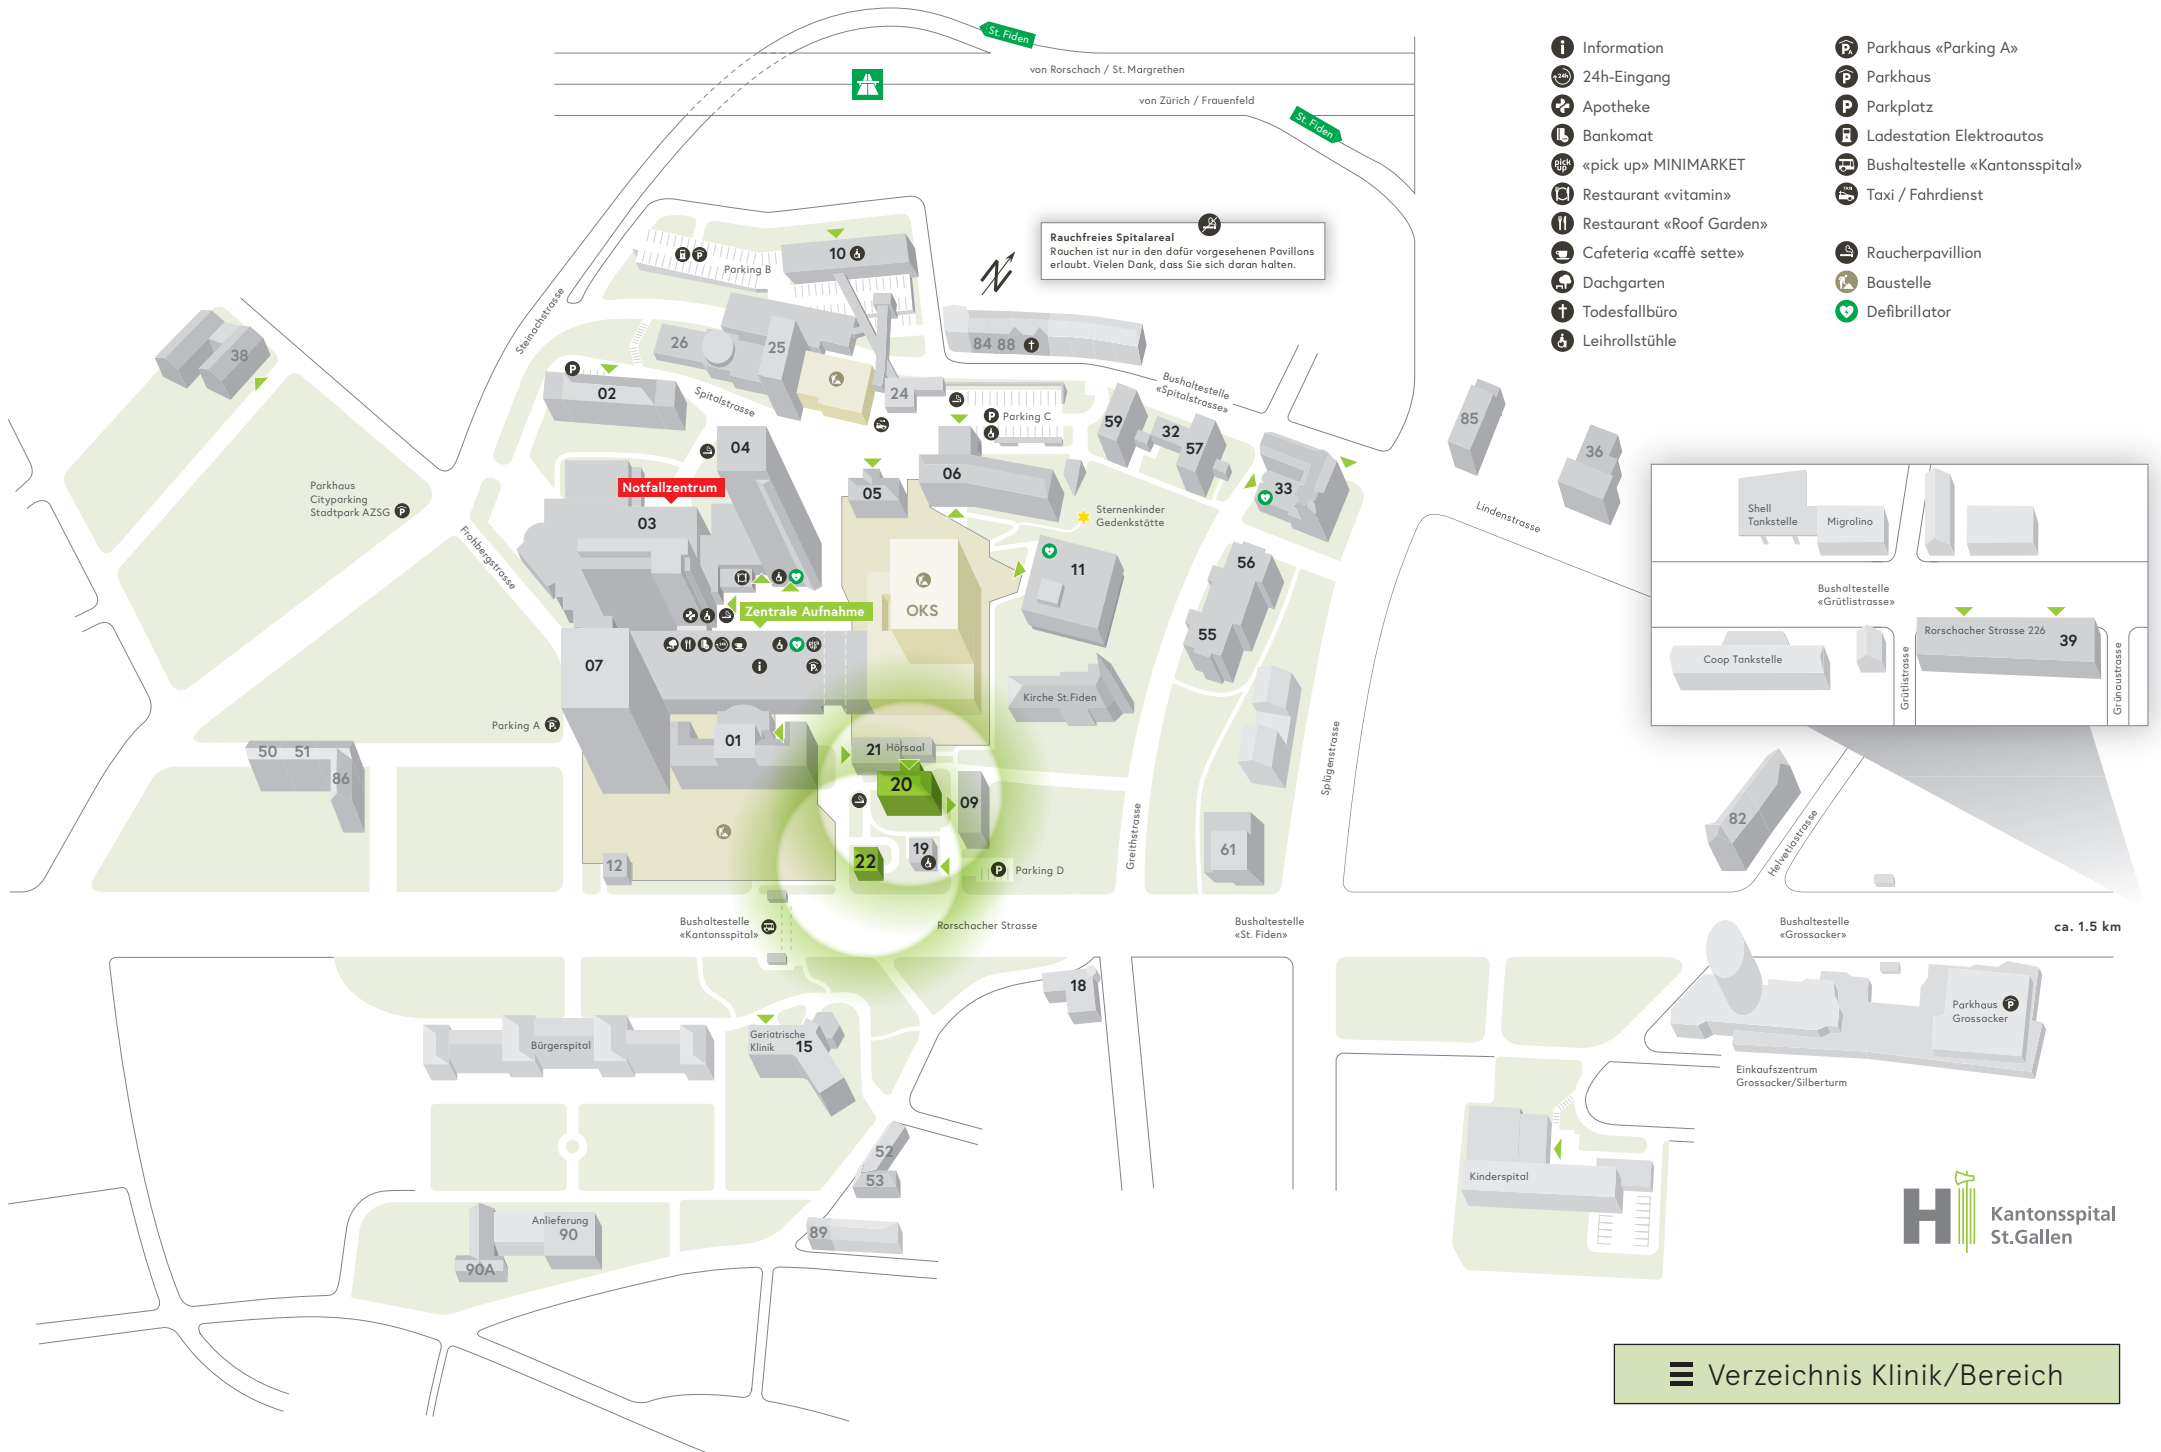 St. Fiden
von Rorschach / St. Margrethen
von Zürich / Frauenfeld
St. Fiden
Information
24h-Eingang
Apotheke
Bankomat
«pick up» MINIMARKET
Restaurant «vitamin»
Restaurant «Roof Garden»
Cafeteria «caffè sette»
Dachgarten
Todesfallbüro
Leihrollstühle
Parkhaus «Parking A»
Parkhaus
Parkplatz
Ladestation Elektroautos
Bushaltestelle «Kantonsspital»
Taxi / Fahrdienst
Raucherpavillion
Baustelle
Defibrillator
Rauchfreies Spitalareal
Rauchen ist nur in den dafür vorgesehenen Pavillons
erlaubt. Vielen Dank, dass Sie sich daran halten.
N
Parking B
10
Steinachstrasse
38
26
25
84 88
02
Spitalstrasse
24
Bushaltestelle
«Spitalstrasse»
Parking C
59
32
57
85
36
04
06
05
33
Parkhaus
Cityparking
Stadtpark AZSG
Notfallzentrum
03
Frohbergstrasse
Sternenkinder
Gedenkstätte
Lindenstrasse
Shell
Tankstelle
Migrolino
Bushaltestelle
«Grütlistrasse»
Rorschacher Strasse 226
39
Coop Tankstelle
Grütlistrasse
Grünaustrasse
11
56
55
OKS
Zentrale Aufnahme
07
Kirche St.Fiden
Parking A
01
21 Hörsaal
20
09
50
51
86
Splügenstrasse
Greithstrasse
82
Helvetiastrasse
12
22
19
61
Parking D
Bushaltestelle
«Kantonsspital»
Rorschacher Strasse
Bushaltestelle
«St. Fiden»
Bushaltestelle
«Grossacker»
ca. 1.5 km
18
Parkhaus
Grossacker
Bürgerspital
Geriatrische
Klinik
15
Einkaufszentrum
Grossacker/Silberturm
52
53
Kinderspital
89
Anlieferung
90
90A
Kantonsspital
St.Gallen
Verzeichnis Klinik/Bereich